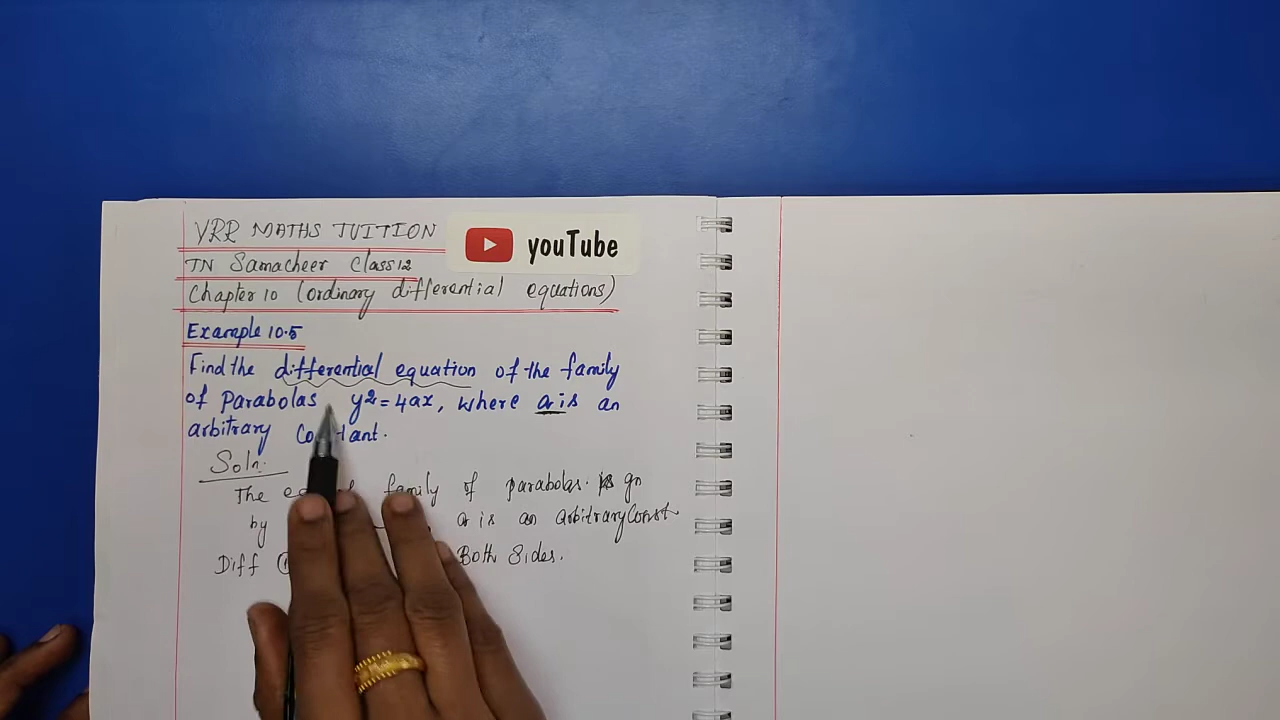 VRR MATHS TUITION
youTube
TN Samacheer Class 12
Chapter 10 (ordinary differential equations)
Example 10.5
Find the differential equation of the family
of Parabolas y² = 4ax, where a is an
arbitrary
Soln:
The family of parabolas. is gn
by a is an arbitrary Const
Diff Both Sides.